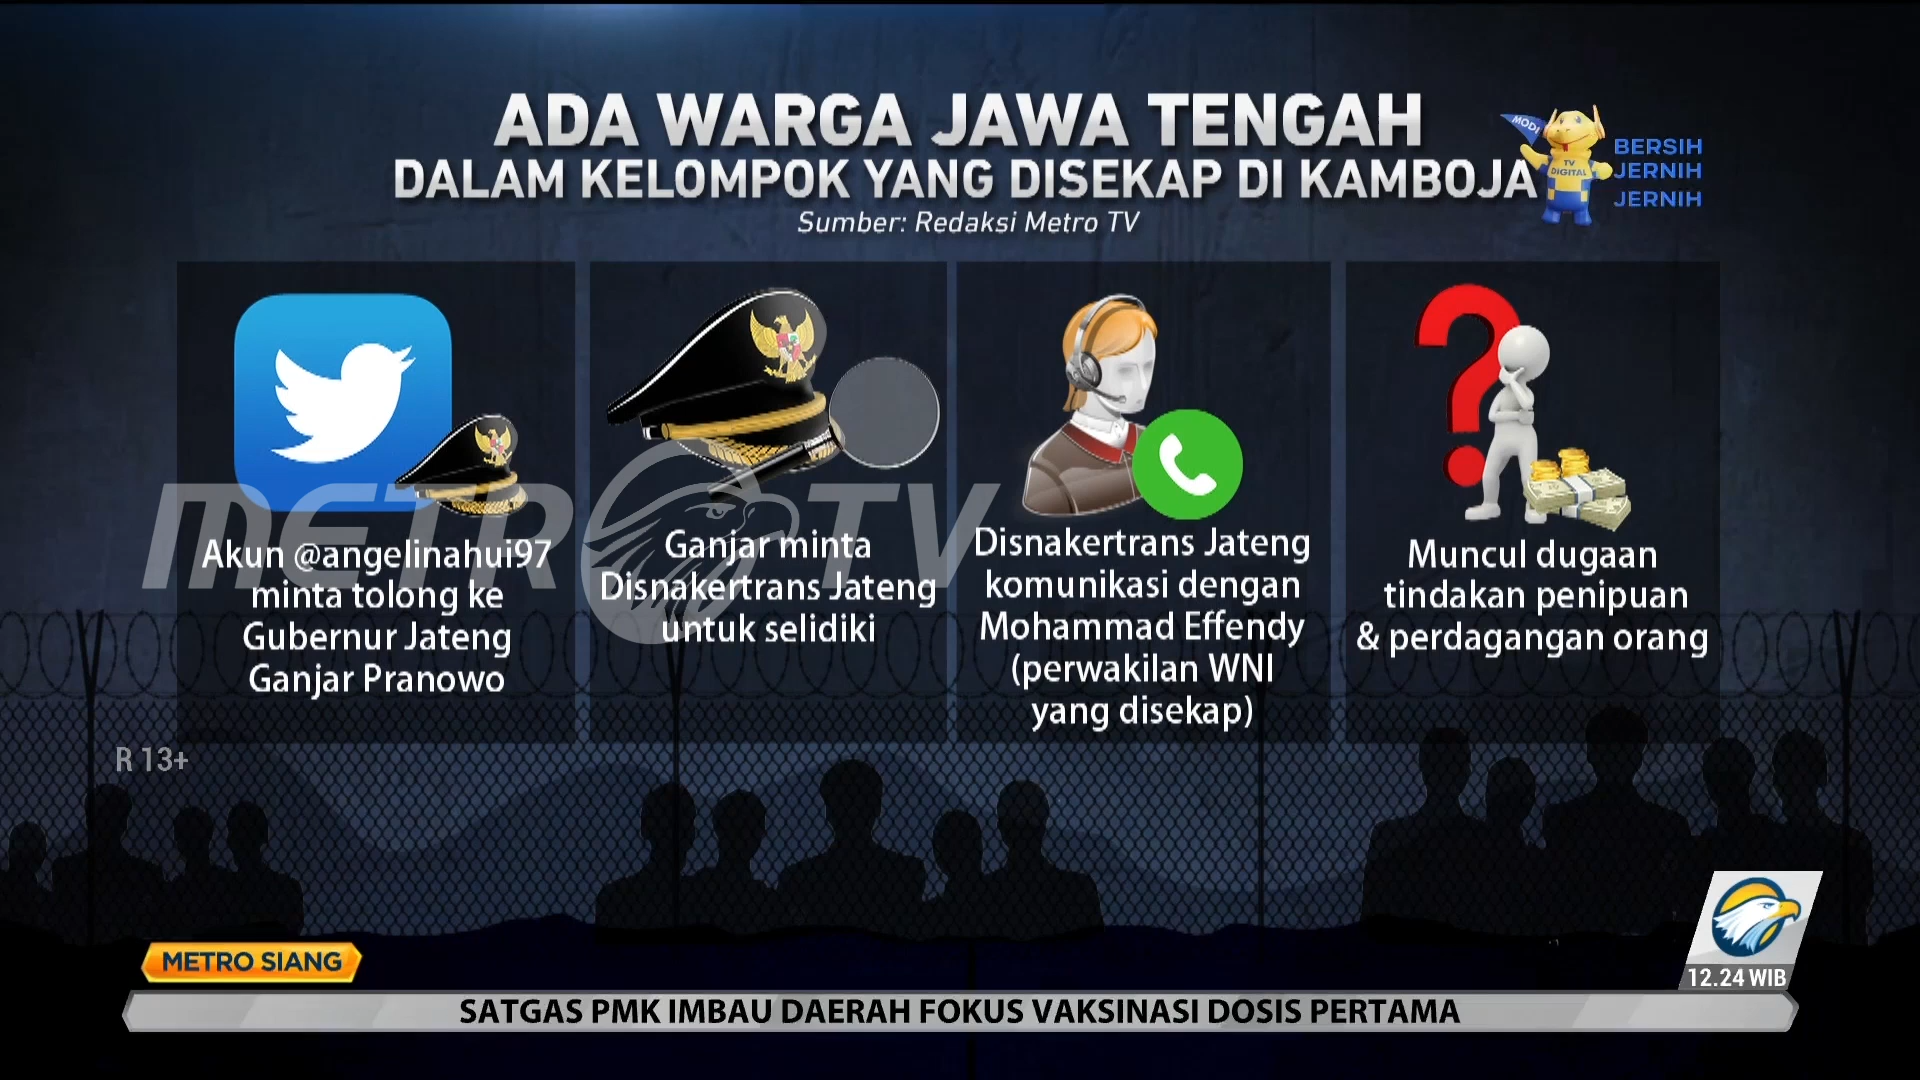 ADA WARGA JAWA TENGAH
DALAM KELOMPOK YANG DISEKAP DI KAMBOJA
Sumber: Redaksi Metro TV
MODI
TV
DIGITAL
BERSIH
JERNIH
JERNIH
METRO TV
Akun @angelinahui97
minta tolong ke
Gubernur Jateng
Ganjar Pranowo
Ganjar minta
Disnakertrans Jateng
untuk selidiki
Disnakertrans Jateng
komunikasi dengan
Mohammad Effendy
(perwakilan WNI
yang disekap)
Muncul dugaan
tindakan penipuan
& perdagangan orang
R 13+
METRO SIANG
12.24 WIB
SATGAS PMK IMBAU DAERAH FOKUS VAKSINASI DOSIS PERTAMA